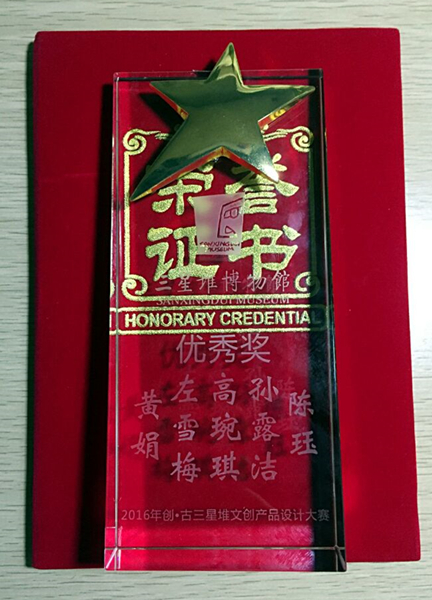 荣誉
证书
SANXINGDUI
MUSEUM
三星堆博物館
SANXINGDUI MUSEUM
HONORARY CREDENTIAL
优秀奖
黄娟
左雪梅
高琬琪
孙露洁
陈珏
2016年创•古三星堆文创产品设计大赛